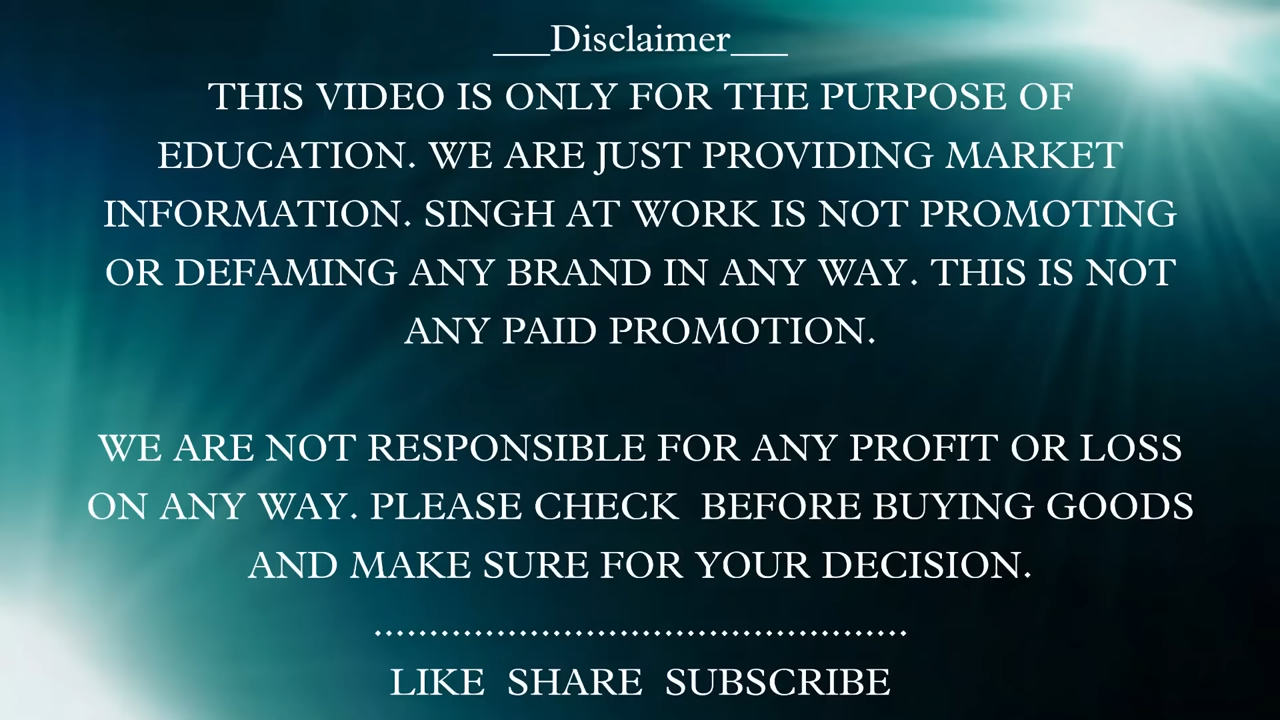 ___Disclaimer___
THIS VIDEO IS ONLY FOR THE PURPOSE OF
EDUCATION. WE ARE JUST PROVIDING MARKET
INFORMATION. SINGH AT WORK IS NOT PROMOTING
OR DEFAMING ANY BRAND IN ANY WAY. THIS IS NOT
ANY PAID PROMOTION.
WE ARE NOT RESPONSIBLE FOR ANY PROFIT OR LOSS
ON ANY WAY. PLEASE CHECK  BEFORE BUYING GOODS
AND MAKE SURE FOR YOUR DECISION.
................................................
LIKE  SHARE  SUBSCRIBE